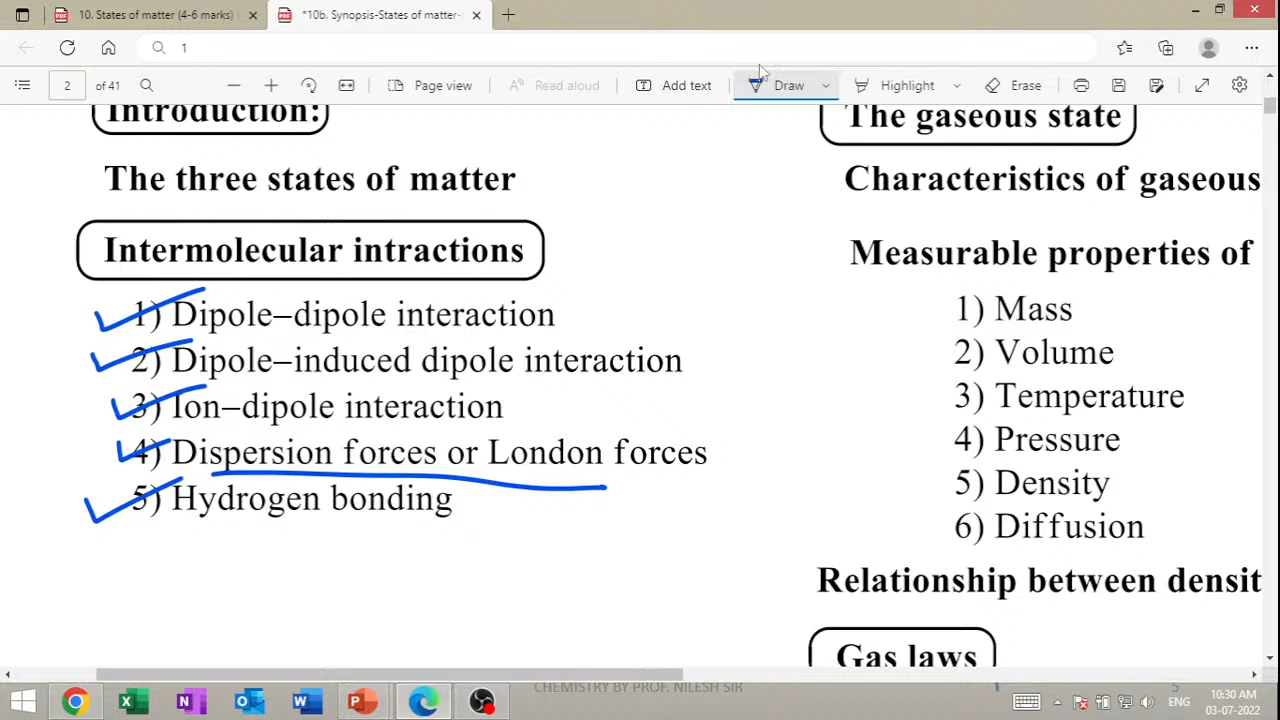 10. States of matter (4-6 marks)
*10b. Synopsis-States of matter-
1
of 41
Page view
Read aloud
Add text
Draw
Highlight
Erase
Introduction:
The three states of matter
Intermolecular intractions
1) Dipole–dipole interaction
2) Dipole–induced dipole interaction
3) Ion–dipole interaction
4) Dispersion forces or London forces
5) Hydrogen bonding
The gaseous state
Characteristics of gaseous
Measurable properties of
1) Mass
2) Volume
3) Temperature
4) Pressure
5) Density
6) Diffusion
Relationship between densit
Gas laws
CHEMISTRY BY PROF. NILESH SIR
5
ENG
10:30 AM
03-07-2022